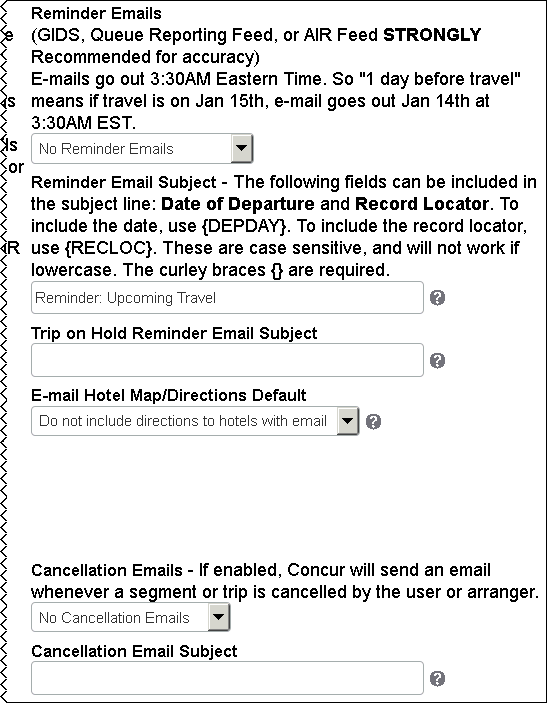 Reminder Emails
e (GIDS, Queue Reporting Feed, or AIR Feed STRONGLY
Recommended for accuracy)
E-mails go out 3:30AM Eastern Time. So "1 day before travel"
s means if travel is on Jan 15th, e-mail goes out Jan 14th at
3:30AM EST.
ls No Reminder Emails
or
Reminder Email Subject - The following fields can be included in
the subject line: Date of Departure and Record Locator. To
include the date, use {DEPDAY}. To include the record locator,
R use {RECLOC}. These are case sensitive, and will not work if
lowercase. The curley braces {} are required.
Reminder: Upcoming Travel ?
Trip on Hold Reminder Email Subject
?
E-mail Hotel Map/Directions Default
Do not include directions to hotels with email ?
Cancellation Emails - If enabled, Concur will send an email
whenever a segment or trip is cancelled by the user or arranger.
No Cancellation Emails
Cancellation Email Subject
?